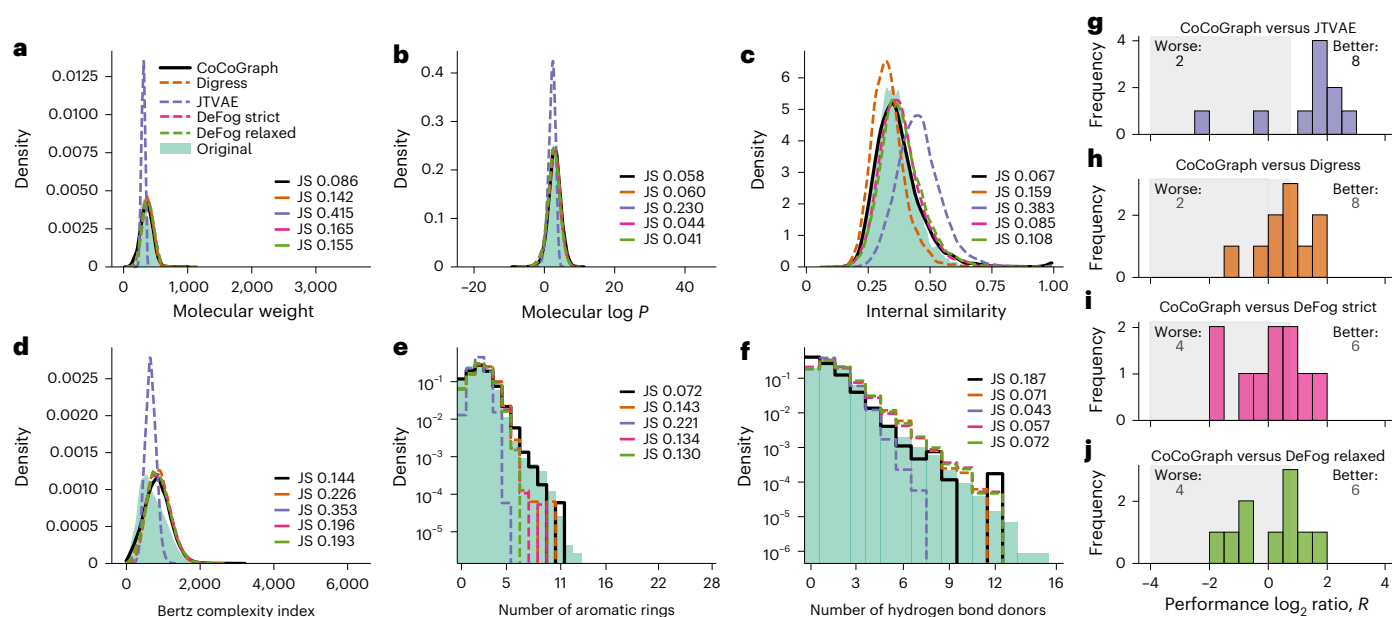 a
0.0125
0.0100
0.0075
0.0050
0.0025
0
Density
CoCoGraph
Digress
JTVAE
DeFog strict
DeFog relaxed
Original
JS 0.086
JS 0.142
JS 0.415
JS 0.165
JS 0.155
0 1,000 2,000 3,000
Molecular weight
b
0.4
0.3
0.2
0.1
0
Density
JS 0.058
JS 0.060
JS 0.230
JS 0.044
JS 0.041
−20 0 20 40
Molecular log P
c
6
5
4
3
2
1
0
Density
JS 0.067
JS 0.159
JS 0.383
JS 0.085
JS 0.108
0.25 0.50 0.75 1.00
Internal similarity
d
0.0025
0.0020
0.0015
0.0010
0.0005
0
Density
JS 0.144
JS 0.226
JS 0.353
JS 0.196
JS 0.193
0 2,000 4,000 6,000
Bertz complexity index
e
10−1
10−2
10−3
10−4
10−5
Density
JS 0.072
JS 0.143
JS 0.221
JS 0.134
JS 0.130
0 5 11 16 22 28
Number of aromatic rings
f
10−1
10−2
10−3
10−4
10−5
10−6
Density
JS 0.187
JS 0.071
JS 0.043
JS 0.057
JS 0.072
0 3 6 9 12 16
Number of hydrogen bond donors
g
CoCoGraph versus JTVAE
Worse: Better:
2 8
4
2
0
Frequency
h
CoCoGraph versus Digress
Worse: Better:
2 8
2
0
Frequency
i
CoCoGraph versus DeFog strict
Worse: Better:
4 6
2
1
0
Frequency
j
CoCoGraph versus DeFog relaxed
Worse: Better:
4 6
2
0
Frequency
−4 −2 0 2 4
Performance log2 ratio, R